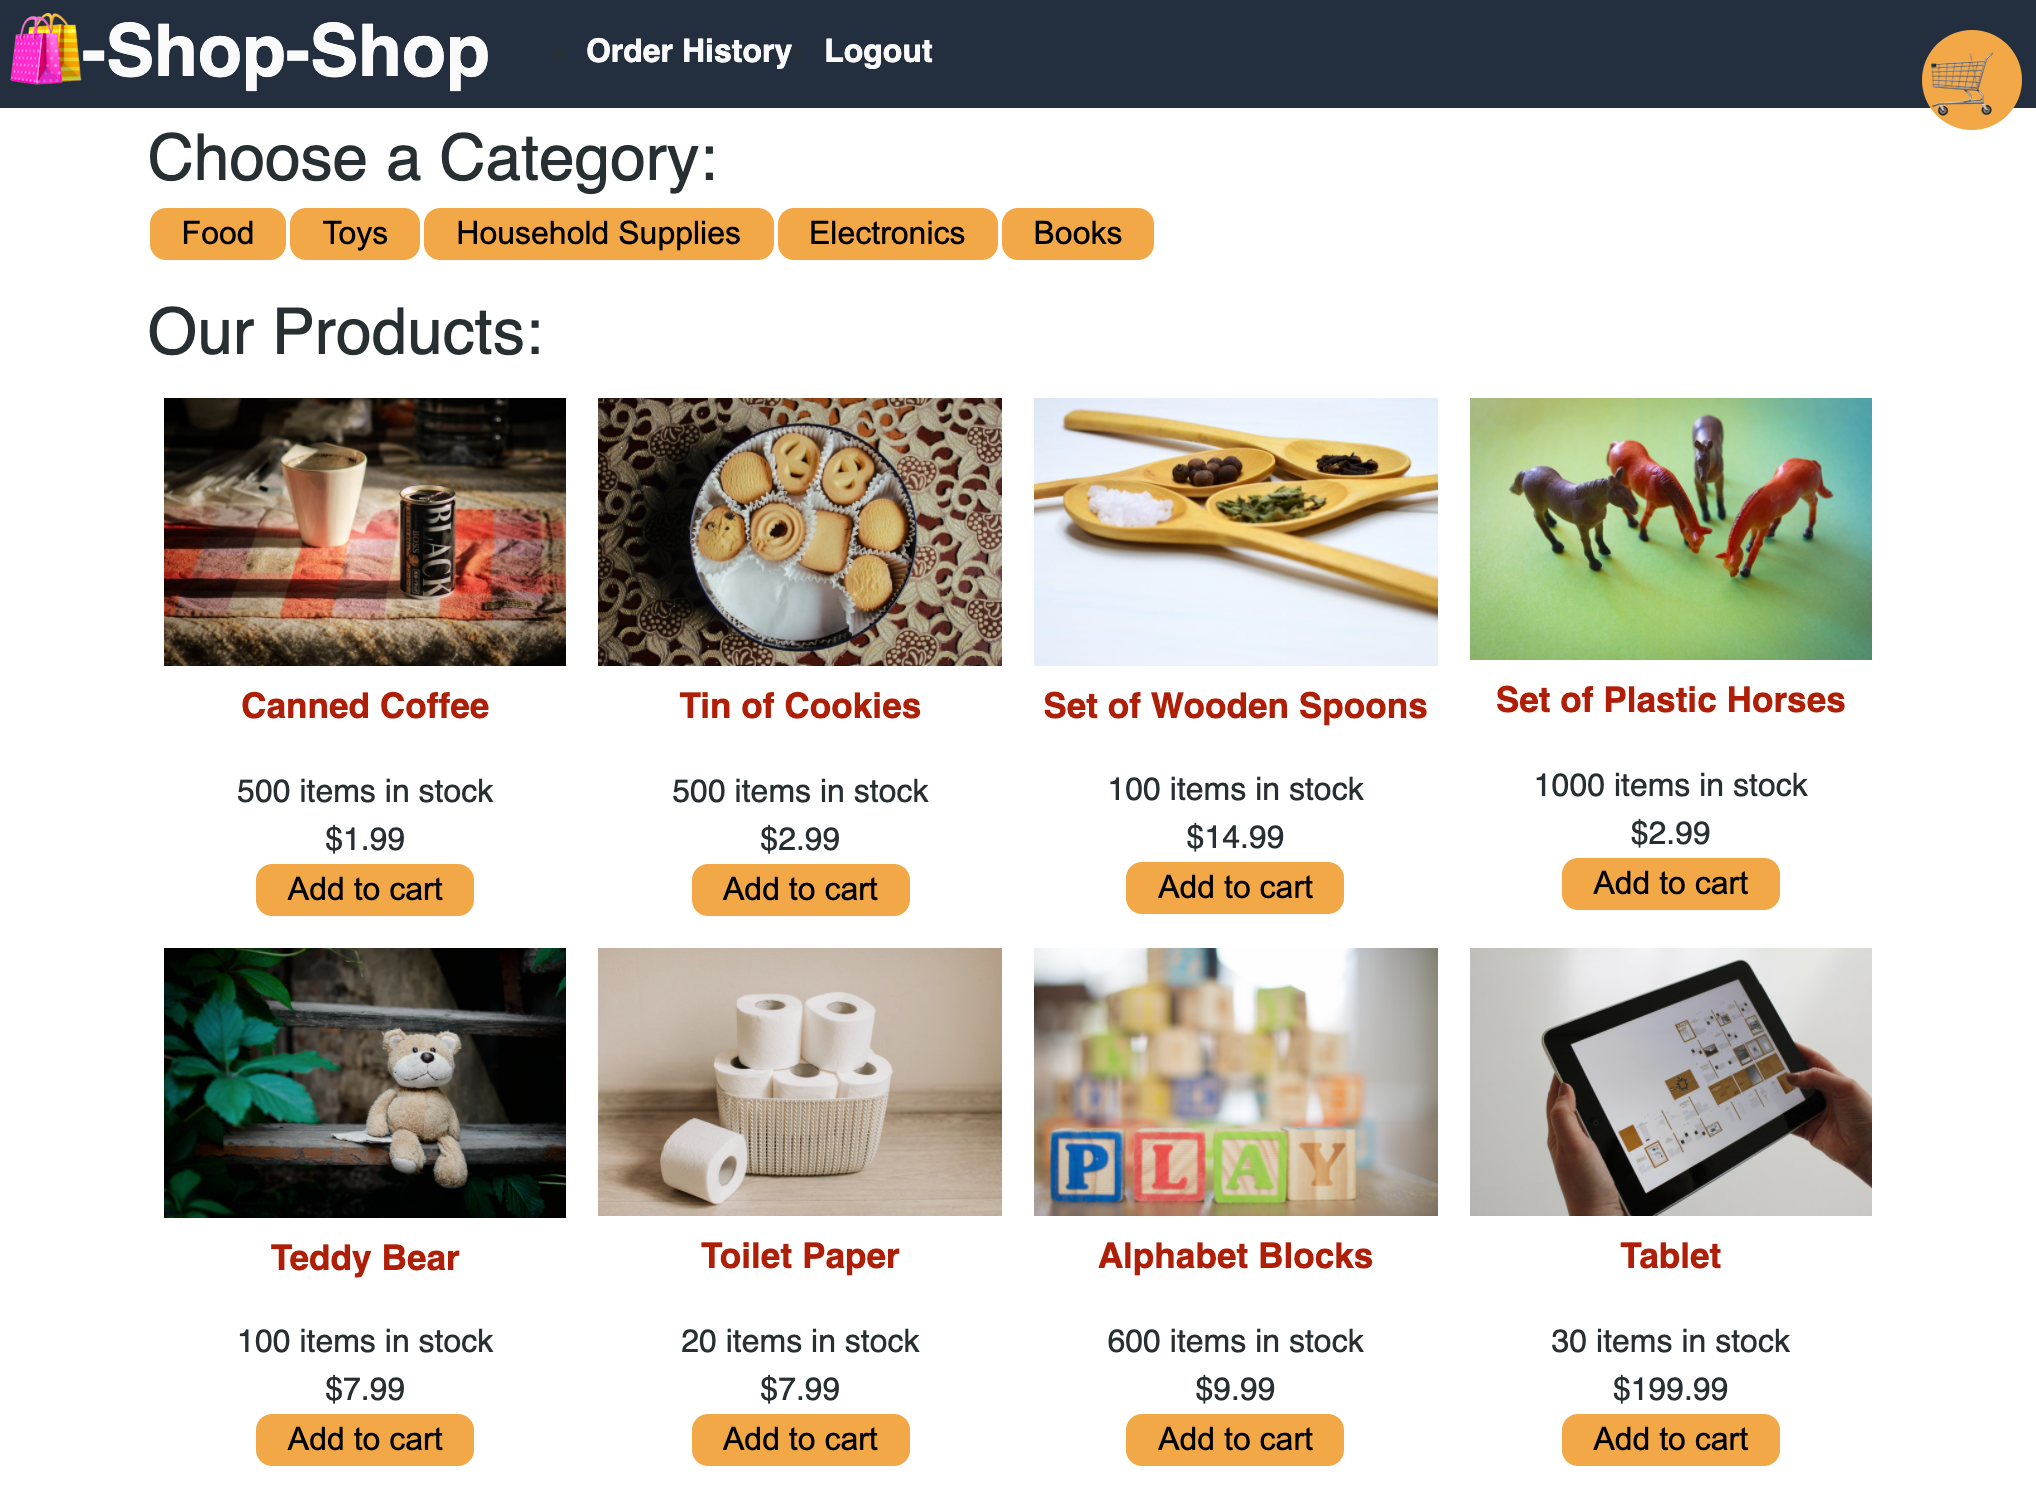 -Shop-Shop
Order History Logout
Choose a Category:
Food Toys Household Supplies Electronics Books
Our Products:
BLACK
BOSS
Canned Coffee
500 items in stock
$1.99
Add to cart
Tin of Cookies
500 items in stock
$2.99
Add to cart
Set of Wooden Spoons
100 items in stock
$14.99
Add to cart
Set of Plastic Horses
1000 items in stock
$2.99
Add to cart
Teddy Bear
100 items in stock
$7.99
Add to cart
Toilet Paper
20 items in stock
$7.99
Add to cart
PLAY
Alphabet Blocks
600 items in stock
$9.99
Add to cart
Tablet
30 items in stock
$199.99
Add to cart